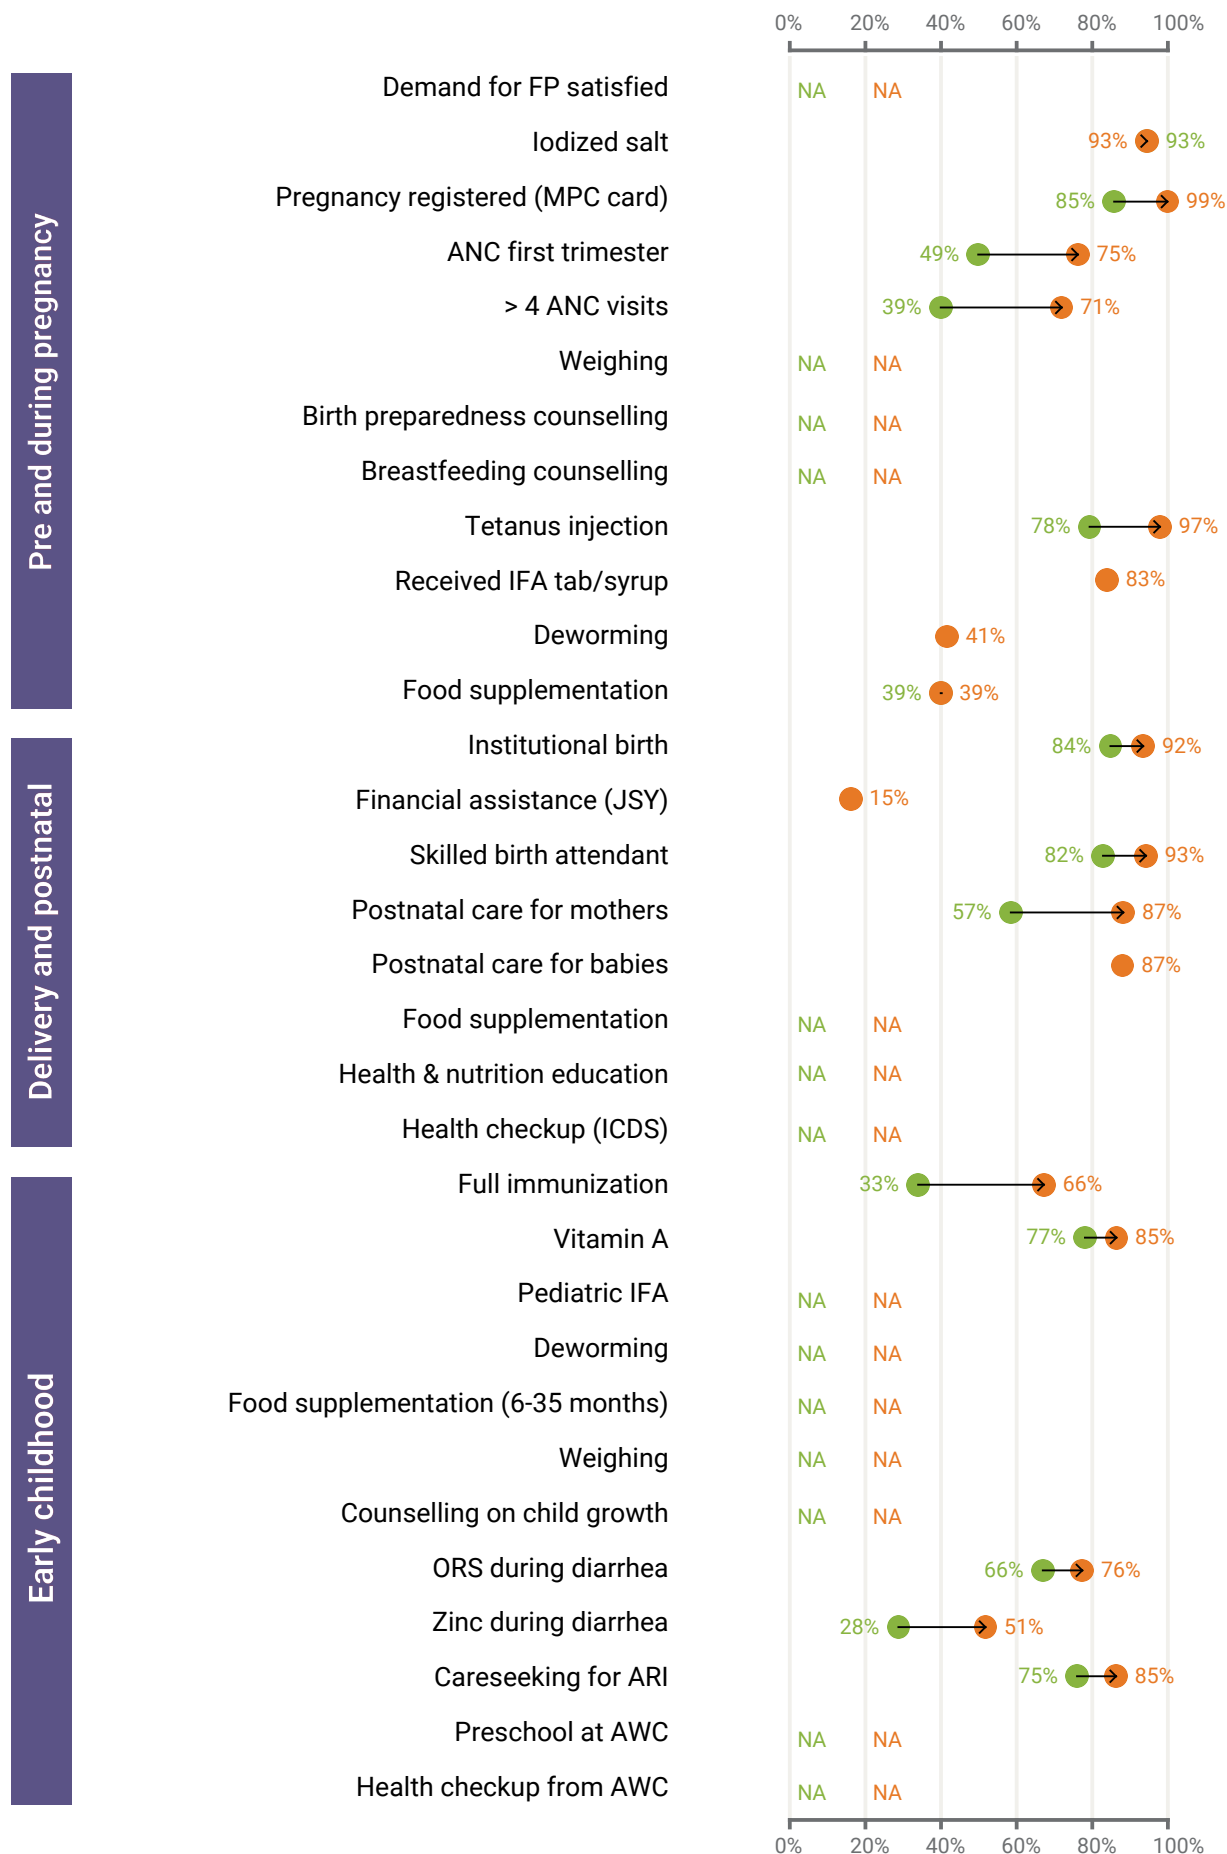 0% 20% 40% 60% 80% 100%
Pre and during pregnancy
Demand for FP satisfied NA NA
Iodized salt 93% 93%
Pregnancy registered (MPC card) 85% 99%
ANC first trimester 49% 75%
> 4 ANC visits 39% 71%
Weighing NA NA
Birth preparedness counselling NA NA
Breastfeeding counselling NA NA
Tetanus injection 78% 97%
Received IFA tab/syrup 83%
Deworming 41%
Food supplementation 39% 39%
Delivery and postnatal
Institutional birth 84% 92%
Financial assistance (JSY) 15%
Skilled birth attendant 82% 93%
Postnatal care for mothers 57% 87%
Postnatal care for babies 87%
Food supplementation NA NA
Health & nutrition education NA NA
Health checkup (ICDS) NA NA
Early childhood
Full immunization 33% 66%
Vitamin A 77% 85%
Pediatric IFA NA NA
Deworming NA NA
Food supplementation (6-35 months) NA NA
Weighing NA NA
Counselling on child growth NA NA
ORS during diarrhea 66% 76%
Zinc during diarrhea 28% 51%
Careseeking for ARI 75% 85%
Preschool at AWC NA NA
Health checkup from AWC NA NA
0% 20% 40% 60% 80% 100%